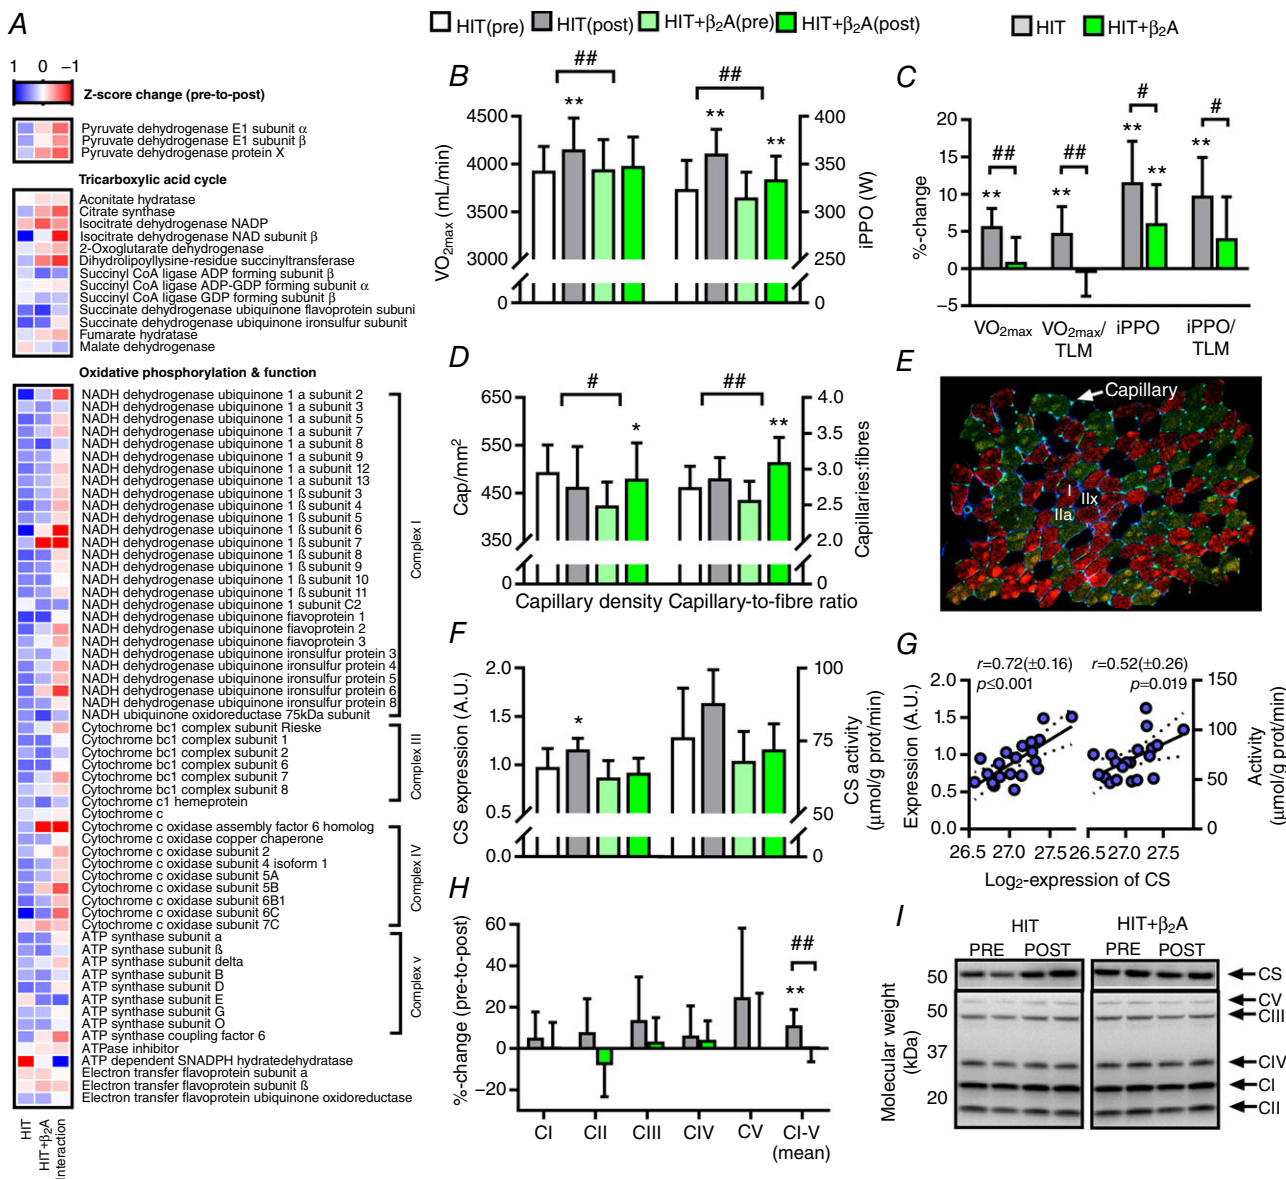 A
1 0 −1
Z-score change (pre-to-post)
Pyruvate dehydrogenase E1 subunit α
Pyruvate dehydrogenase E1 subunit β
Pyruvate dehydrogenase protein X
Tricarboxylic acid cycle
Aconitate hydratase
Citrate synthase
Isocitrate dehydrogenase NADP
Isocitrate dehydrogenase NAD subunit β
2-Oxoglutarate dehydrogenase
Dihydrolipoyllysine-residue succinyltransferase
Succinyl CoA ligase ADP forming subunit β
Succinyl CoA ligase ADP-GDP forming subunit α
Succinyl CoA ligase GDP forming subunit β
Succinate dehydrogenase ubiquinone flavoprotein subuni
Succinate dehydrogenase ubiquinone ironsulfur subunit
Fumarate hydratase
Malate dehydrogenase
Oxidative phosphorylation & function
NADH dehydrogenase ubiquinone 1 a subunit 2
NADH dehydrogenase ubiquinone 1 a subunit 3
NADH dehydrogenase ubiquinone 1 a subunit 5
NADH dehydrogenase ubiquinone 1 a subunit 7
NADH dehydrogenase ubiquinone 1 a subunit 8
NADH dehydrogenase ubiquinone 1 a subunit 9
NADH dehydrogenase ubiquinone 1 a subunit 12
NADH dehydrogenase ubiquinone 1 a subunit 13
NADH dehydrogenase ubiquinone 1 ß subunit 3
NADH dehydrogenase ubiquinone 1 ß subunit 4
NADH dehydrogenase ubiquinone 1 ß subunit 5
NADH dehydrogenase ubiquinone 1 ß subunit 6
NADH dehydrogenase ubiquinone 1 ß subunit 7
NADH dehydrogenase ubiquinone 1 ß subunit 8
NADH dehydrogenase ubiquinone 1 ß subunit 9
NADH dehydrogenase ubiquinone 1 ß subunit 10
NADH dehydrogenase ubiquinone 1 ß subunit 11
NADH dehydrogenase ubiquinone 1 subunit C2
NADH dehydrogenase ubiquinone flavoprotein 1
NADH dehydrogenase ubiquinone flavoprotein 2
NADH dehydrogenase ubiquinone flavoprotein 3
NADH dehydrogenase ubiquinone ironsulfur protein 3
NADH dehydrogenase ubiquinone ironsulfur protein 4
NADH dehydrogenase ubiquinone ironsulfur protein 5
NADH dehydrogenase ubiquinone ironsulfur protein 6
NADH dehydrogenase ubiquinone ironsulfur protein 8
NADH ubiquinone oxidoreductase 75kDa subunit
Cytochrome bc1 complex subunit Rieske
Cytochrome bc1 complex subunit 1
Cytochrome bc1 complex subunit 2
Cytochrome bc1 complex subunit 6
Cytochrome bc1 complex subunit 7
Cytochrome bc1 complex subunit 8
Cytochrome c1 hemeprotein
Cytochrome c
Cytochrome c oxidase assembly factor 6 homolog
Cytochrome c oxidase copper chaperone
Cytochrome c oxidase subunit 2
Cytochrome c oxidase subunit 4 isoform 1
Cytochrome c oxidase subunit 5A
Cytochrome c oxidase subunit 5B
Cytochrome c oxidase subunit 6B1
Cytochrome c oxidase subunit 6C
Cytochrome c oxidase subunit 7C
ATP synthase subunit a
ATP synthase subunit ß
ATP synthase subunit delta
ATP synthase subunit B
ATP synthase subunit D
ATP synthase subunit E
ATP synthase subunit G
ATP synthase subunit O
ATP synthase coupling factor 6
ATPase inhibitor
ATP dependent SNADPH hydratedehydratase
Electron transfer flavoprotein subunit a
Electron transfer flavoprotein subunit ß
Electron transfer flavoprotein ubiquinone oxidoreductase
Complex I
Complex III
Complex IV
Complex v
HIT
HIT+β2A
Interaction
HIT(pre) HIT(post) HIT+β2A(pre) HIT+β2A(post)
B
## ##
** ** **
4500
4000
3500
3000
0
VO2max (mL/min)
400
350
300
250
0
iPPO (W)
HIT HIT+β2A
C
20
15
10
5
0
−5
%-change
## ## # #
** ** ** ** **
VO2max VO2max/ TLM iPPO iPPO/ TLM
D
# ##
* **
650
550
450
350
0
Cap/mm2
4.0
3.5
3.0
2.5
2.0
0
Capillaries:fibres
Capillary density Capillary-to-fibre ratio
E
Capillary
I
IIx
IIa
F
2.0
1.5
1.0
0.5
0.0
CS expression (A.U.)
*
100
75
50
0
CS activity
(μmol/g prot/min)
G
r=0.72(±0.16) r=0.52(±0.26)
p≤0.001 p=0.019
2.0
1.5
1.0
0.5
0.0
Expression (A.U.)
150
100
50
0
Activity
(μmol/g prot/min)
26.5 27.0 27.5 26.5 27.0 27.5
Log2-expression of CS
H
60
40
20
0
−20
%-change (pre-to-post)
##
**
CI CII CIII CIV CV CI-V
(mean)
I
HIT HIT+β2A
PRE POST PRE POST
Molecular weight
(kDa)
50
50
37
20
CS
CV
CIII
CIV
CI
CII